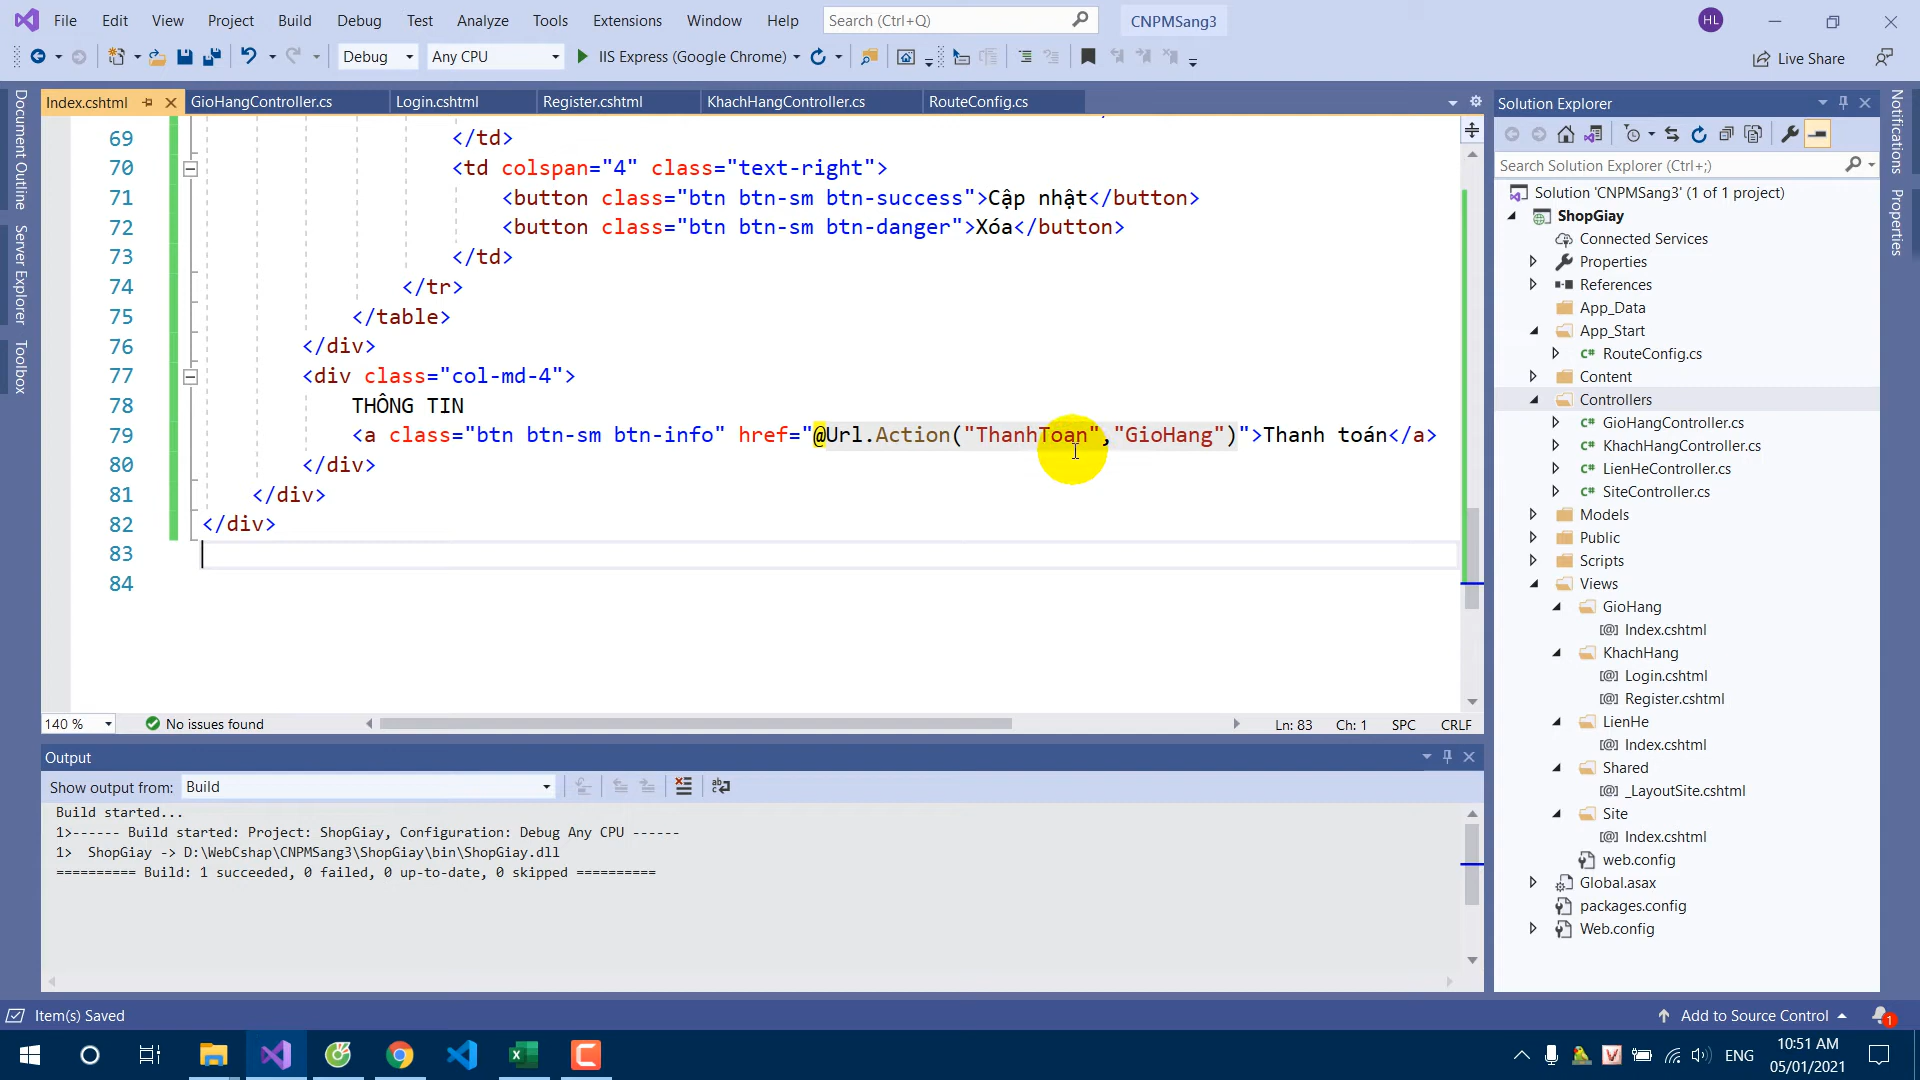 File Edit View Project Build Debug Test Analyze Tools Extensions Window Help Search (Ctrl+Q) CNPMSang3 HL
Debug Any CPU IIS Express (Google Chrome) Live Share
Index.cshtml GioHangController.cs Login.cshtml Register.cshtml KhachHangController.cs RouteConfig.cs
Document Outline
Server Explorer
Toolbox
69 </td>
70 <td colspan="4" class="text-right">
71 <button class="btn btn-sm btn-success">Cập nhật</button>
72 <button class="btn btn-sm btn-danger">Xóa</button>
73 </td>
74 </tr>
75 </table>
76 </div>
77 <div class="col-md-4">
78 THÔNG TIN
79 <a class="btn btn-sm btn-info" href="@Url.Action("ThanhToan","GioHang")">Thanh toán</a>
80 </div>
81 </div>
82 </div>
83
84
140 % No issues found Ln: 83 Ch: 1 SPC CRLF
Output
Show output from: Build
Build started...
1>------ Build started: Project: ShopGiay, Configuration: Debug Any CPU ------
1> ShopGiay -> D:\WebCshap\CNPMSang3\ShopGiay\bin\ShopGiay.dll
========== Build: 1 succeeded, 0 failed, 0 up-to-date, 0 skipped ==========
Solution Explorer
Search Solution Explorer (Ctrl+;)
Solution 'CNPMSang3' (1 of 1 project)
ShopGiay
Connected Services
Properties
References
App_Data
App_Start
C# RouteConfig.cs
Content
Controllers
C# GioHangController.cs
C# KhachHangController.cs
C# LienHeController.cs
C# SiteController.cs
Models
Public
Scripts
Views
GioHang
[@] Index.cshtml
KhachHang
[@] Login.cshtml
[@] Register.cshtml
LienHe
[@] Index.cshtml
Shared
[@] _LayoutSite.cshtml
Site
[@] Index.cshtml
web.config
Global.asax
packages.config
Web.config
Notifications
Properties
Item(s) Saved Add to Source Control 1
ENG 10:51 AM
05/01/2021